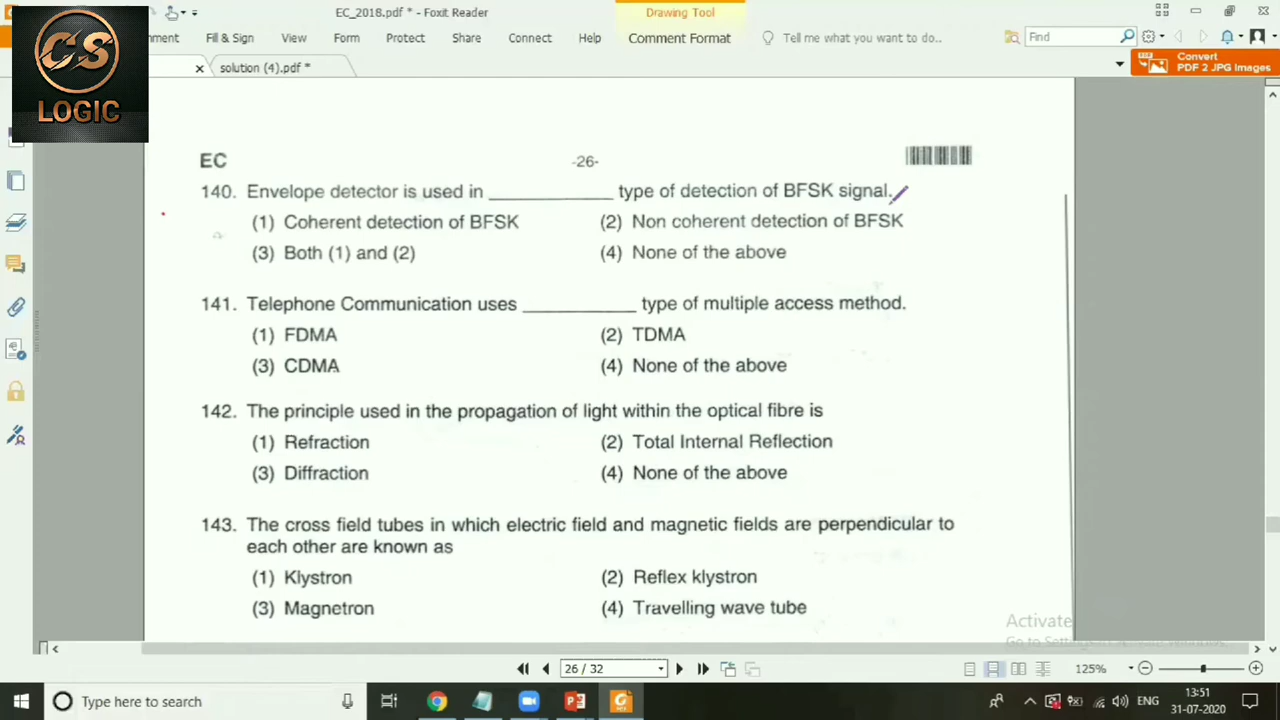 EC_2018.pdf * - Foxit Reader
Drawing Tool
mment Fill & Sign View Form Protect Share Connect Help Comment Format Tell me what you want to do.. Find
solution (4).pdf *
Convert
PDF 2 JPG Images
CS
LOGIC
EC
-26-
140. Envelope detector is used in ____________ type of detection of BFSK signal.
(1) Coherent detection of BFSK (2) Non coherent detection of BFSK
(3) Both (1) and (2) (4) None of the above
141. Telephone Communication uses ___________ type of multiple access method.
(1) FDMA (2) TDMA
(3) CDMA (4) None of the above
142. The principle used in the propagation of light within the optical fibre is
(1) Refraction (2) Total Internal Reflection
(3) Diffraction (4) None of the above
143. The cross field tubes in which electric field and magnetic fields are perpendicular to
each other are known as
(1) Klystron (2) Reflex klystron
(3) Magnetron (4) Travelling wave tube
Activate
26 / 32
125%
Type here to search
ENG
13:51
31-07-2020